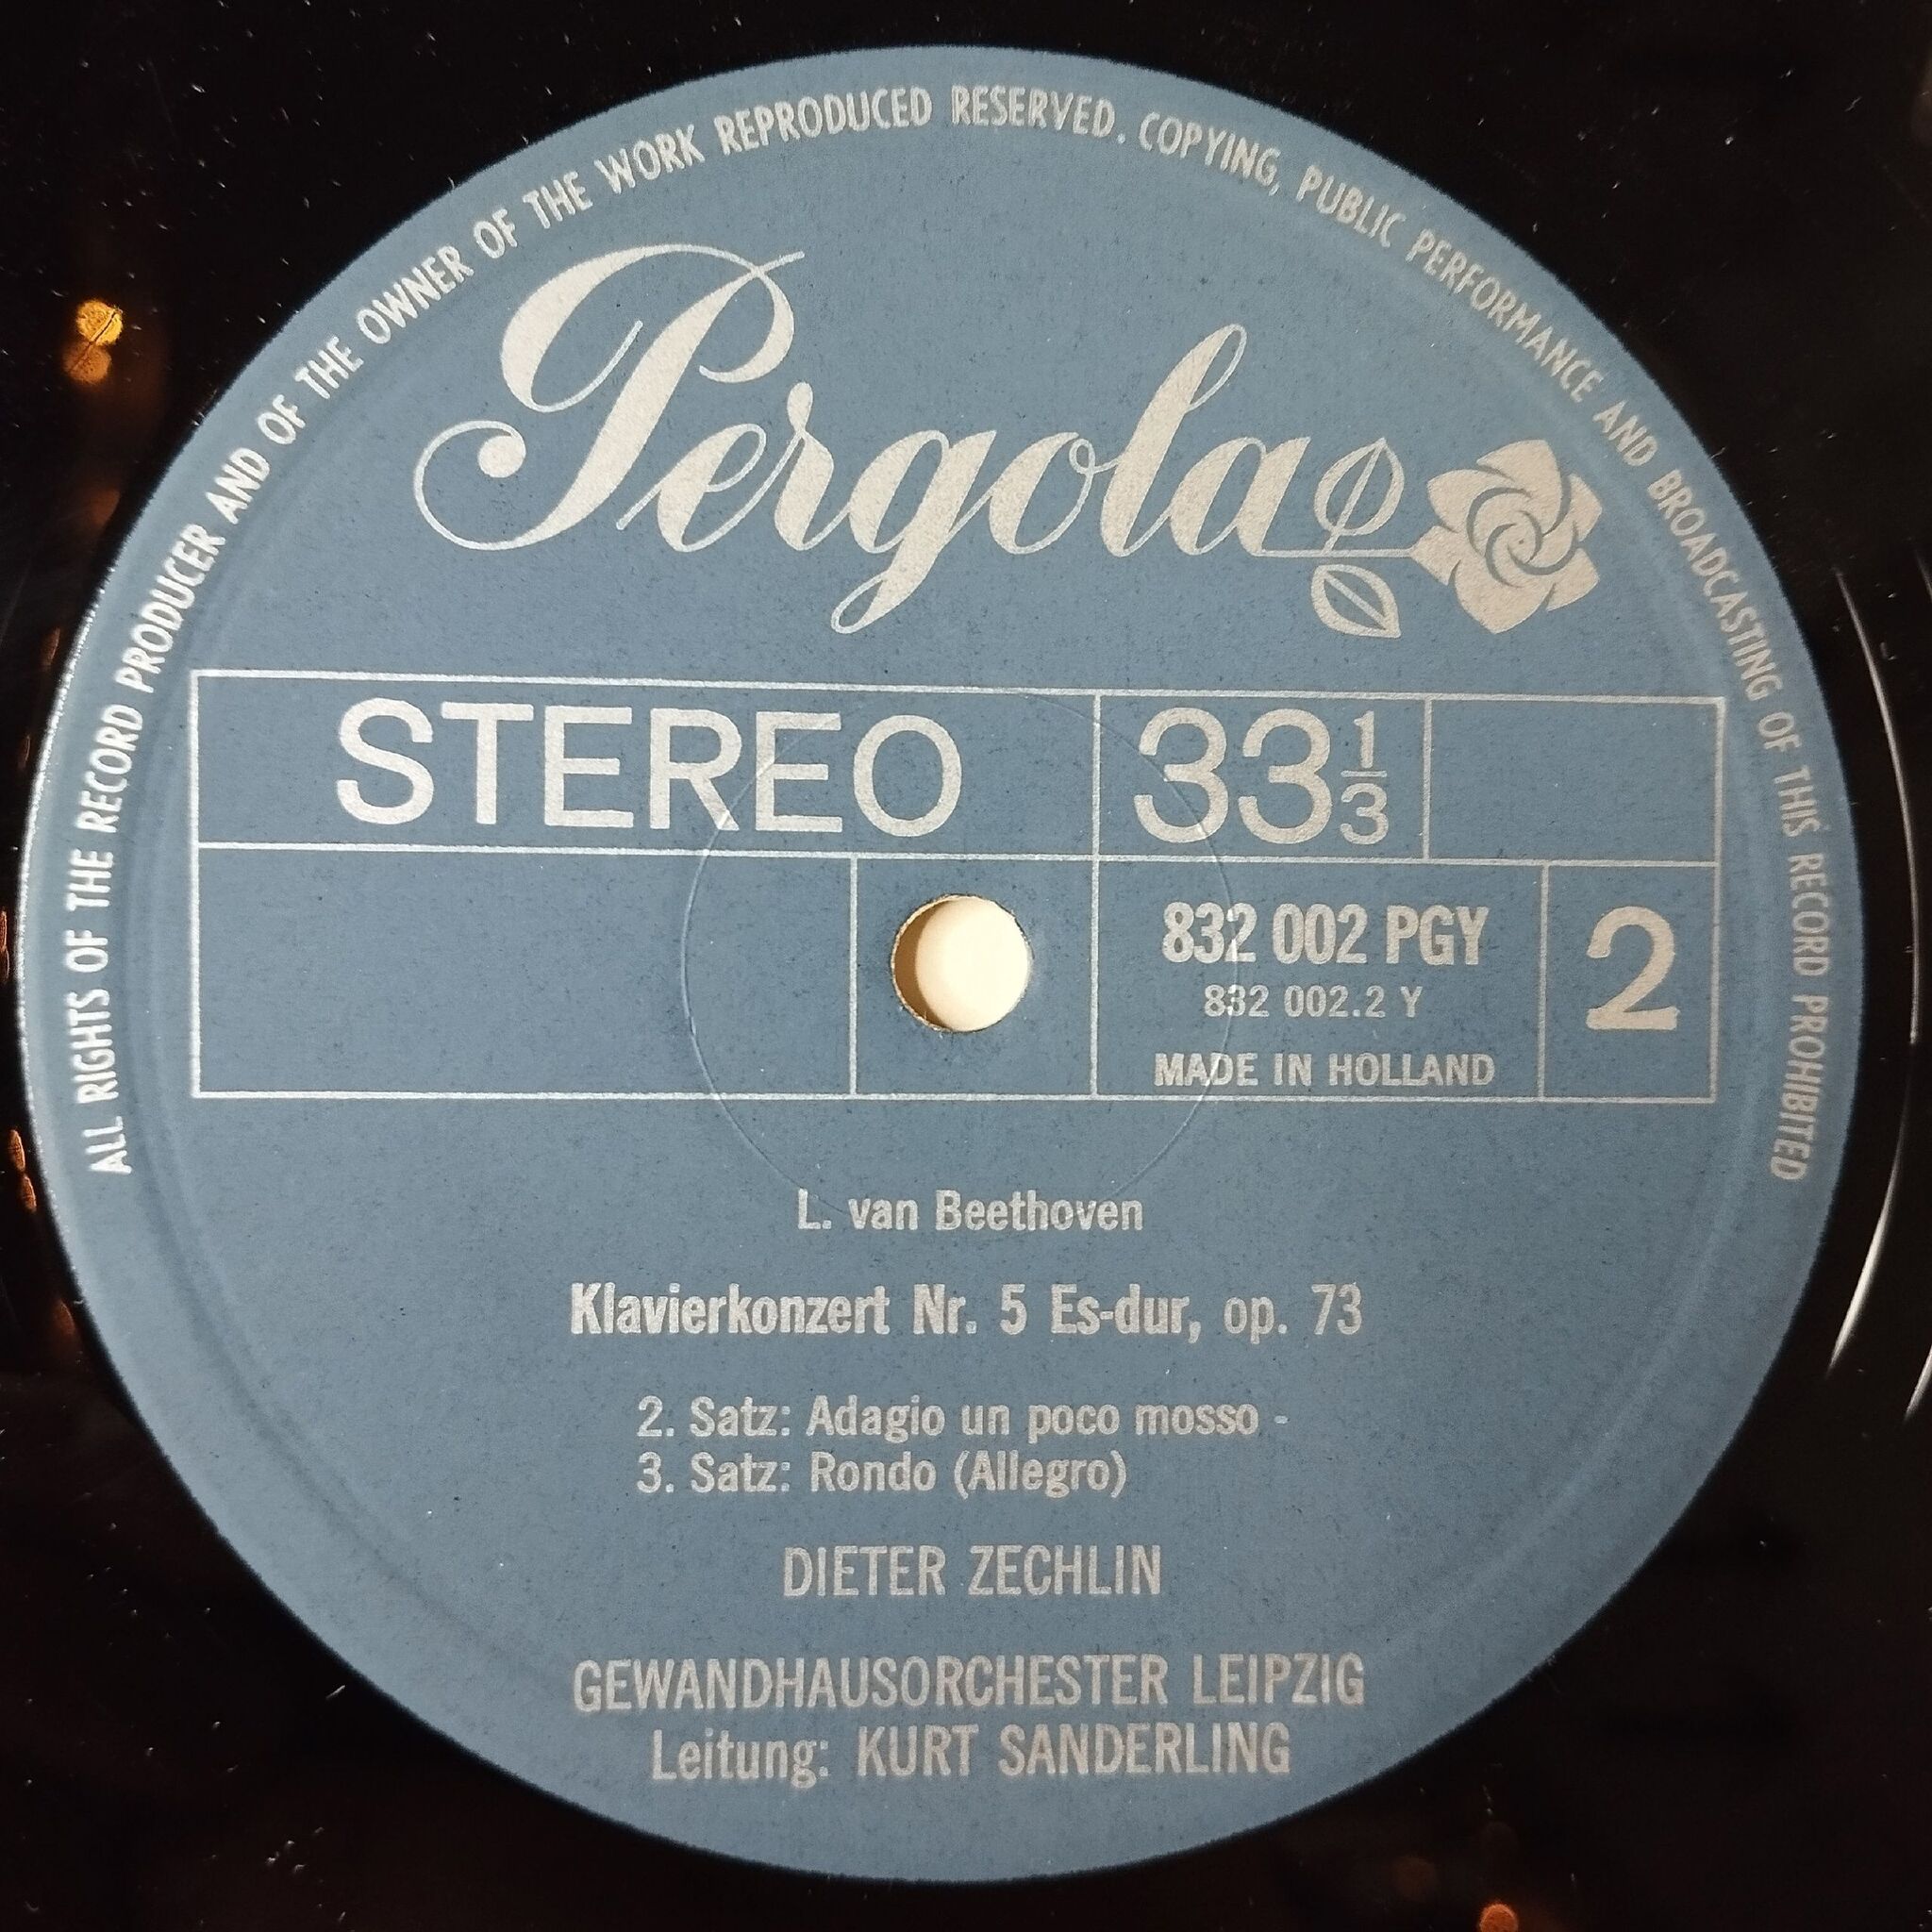 ALL RIGHTS OF THE RECORD PRODUCER AND OF THE OWNER OF THE WORK REPRODUCED RESERVED. COPYING, PUBLIC PERFORMANCE AND BROADCASTING OF THIS RECORD PROHIBITED
Pergola
STEREO 33 1/3
832 002 PGY
832 002.2 Y
MADE IN HOLLAND
2
L. van Beethoven
Klavierkonzert Nr. 5 Es-dur, op. 73
2. Satz: Adagio un poco mosso -
3. Satz: Rondo (Allegro)
DIETER ZECHLIN
GEWANDHAUSORCHESTER LEIPZIG
Leitung: KURT SANDERLING